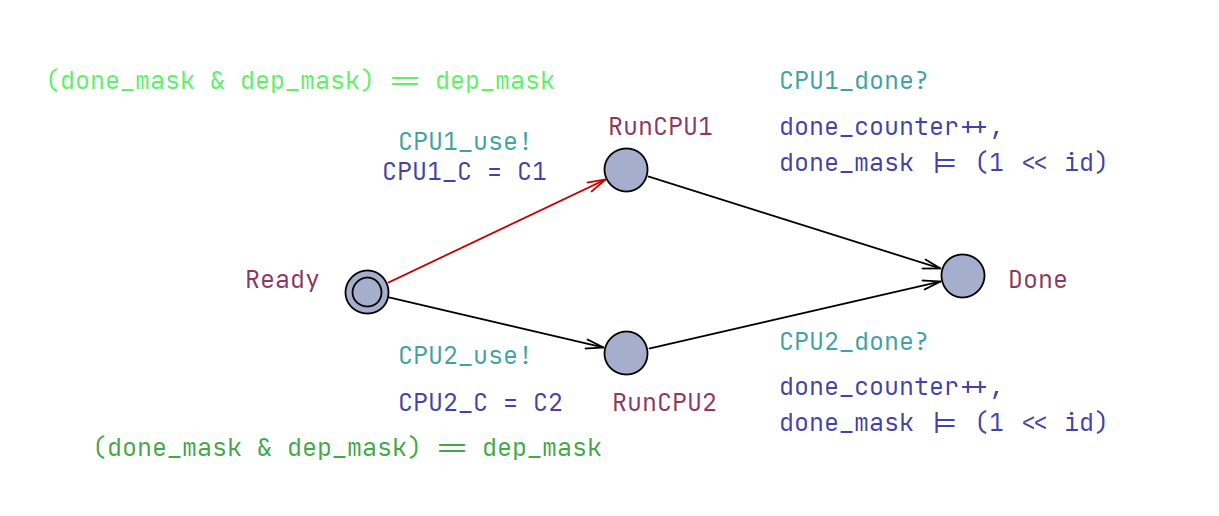 (done_mask & dep_mask) == dep_mask
CPU1_done?
CPU1_use!
RunCPU1
done_counter++,
CPU1_C = C1
done_mask |= (1 << id)
Ready
Done
CPU2_use!
CPU2_done?
CPU2_C = C2
RunCPU2
done_counter++,
done_mask |= (1 << id)
(done_mask & dep_mask) == dep_mask